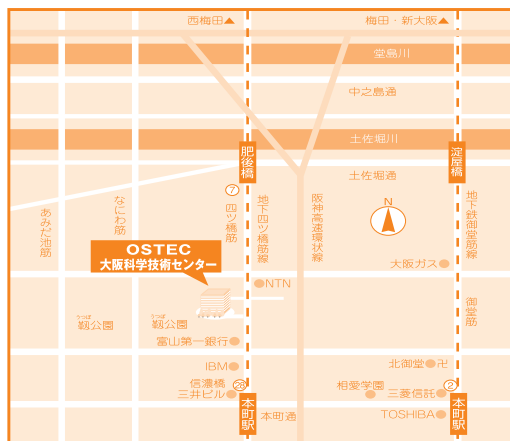 西梅田▲
梅田・新大阪▲
堂島川
中之島通
土佐堀川
肥後橋
淀屋橋
土佐堀通
⑦
あみだ池筋
なにわ筋
四ツ橋筋
地下四ツ橋筋線
阪神高速環状線
地下鉄御堂筋線
N
OSTEC
大阪科学技術センター
大阪ガス
NTN
御堂筋
うつぼ
靱公園
うつぼ
靱公園
富山第一銀行
IBM
北御堂卍
信濃橋
三井ビル
㉘
相愛学園
三菱信託
②
本町駅
本町通
TOSHIBA
本町駅